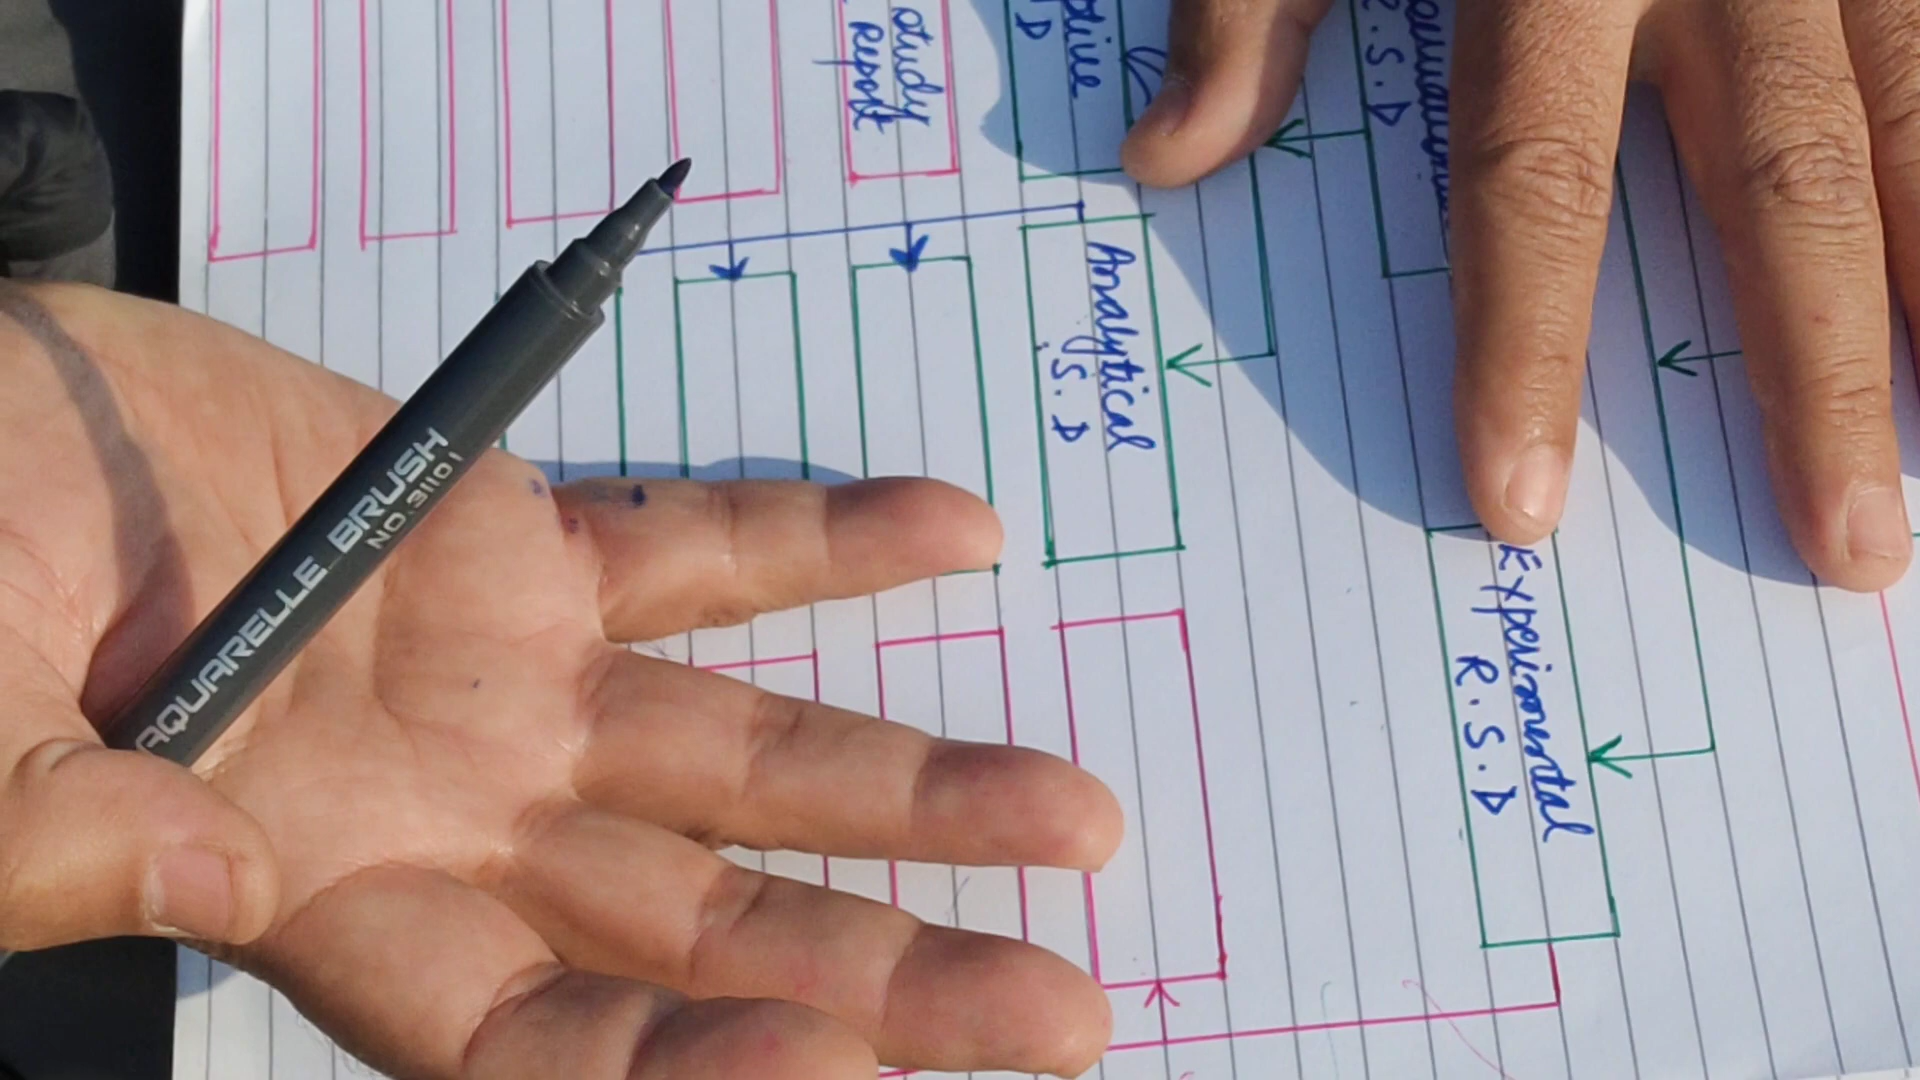 R.S.D
D
study
Report
Analytical
S. D
Experimental
R. S. D
AQUARELLE BRUSH
NO.31101